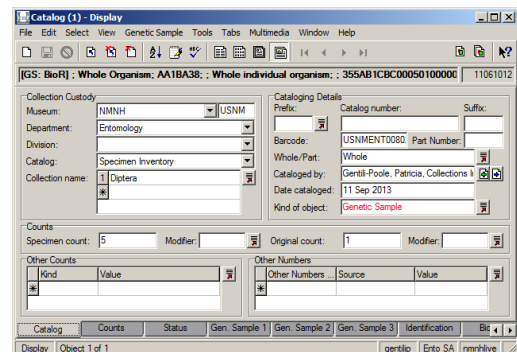 Catalog (1) - Display
File Edit Select View Genetic Sample Tools Tabs Multimedia Window Help
[GS: BioR] ; Whole Organism; AA1BA38; ; Whole individual organism; ; 355AB1CBC00050100000 11061012
Collection Custody
Museum: NMNH USNM
Department: Entomology
Division:
Catalog: Specimen Inventory
Collection name: 1 Diptera
Cataloging Details
Prefix: Catalog number: Suffix:
Barcode: USNMENT0080 Part Number:
Whole/Part: Whole
Cataloged by: Gentili-Poole, Patricia, Collections I
Date cataloged: 11 Sep 2013
Kind of object: Genetic Sample
Counts
Specimen count: 5 Modifier: Original count: 1 Modifier:
Other Counts
Kind Value
Other Numbers
Other Numbers ... Source Value
Catalog Counts Status Gen. Sample 1 Gen. Sample 2 Gen. Sample 3 Identification
Display Object 1 of 1 gentilip Ento SA nmnhlive